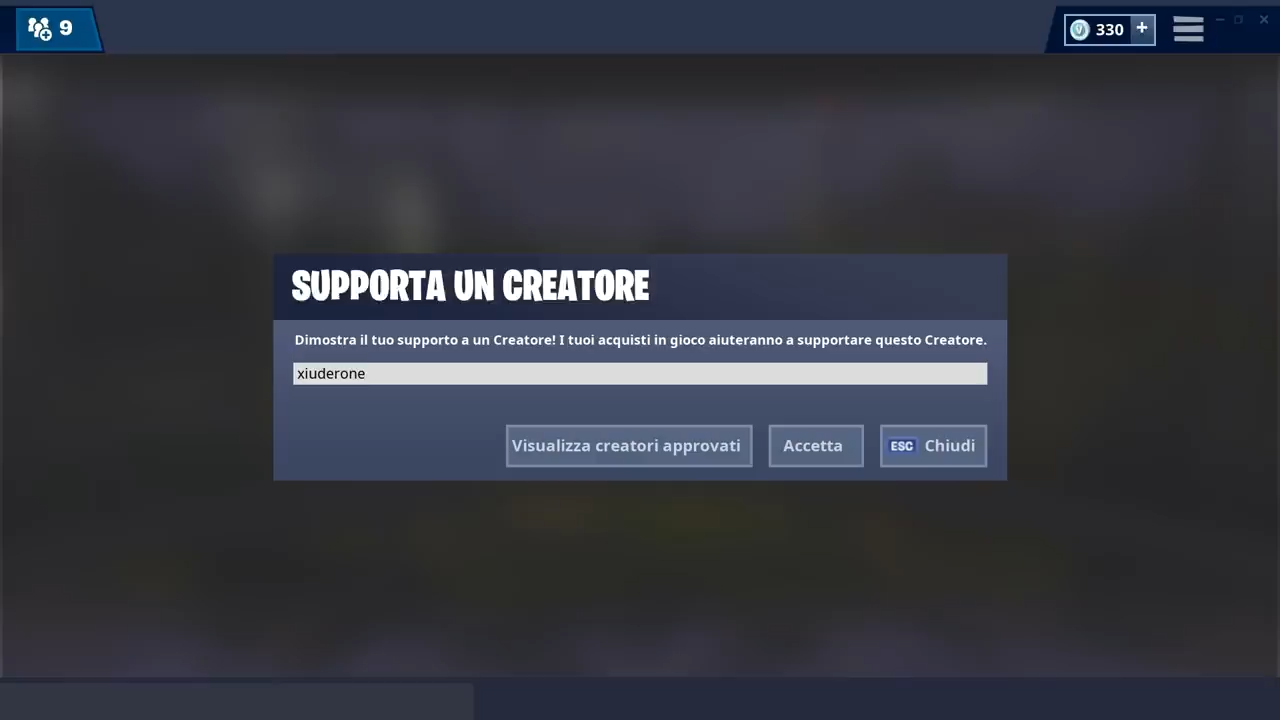 9
330 +
SUPPORTA UN CREATORE
Dimostra il tuo supporto a un Creatore! I tuoi acquisti in gioco aiuteranno a supportare questo Creatore.
xiuderone
Visualizza creatori approvati Accetta ESC Chiudi